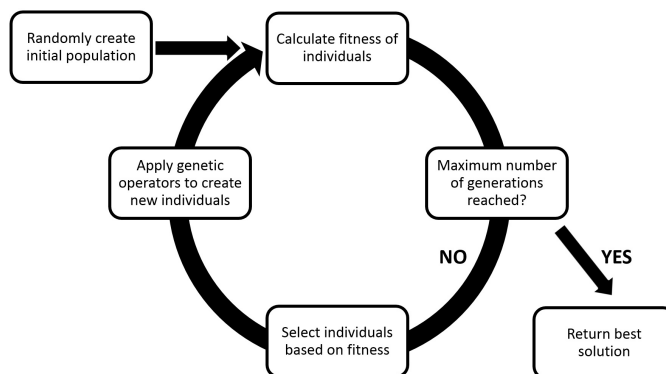 Randomly create
initial population
Calculate fitness of
individuals
Apply genetic
operators to create
new individuals
Maximum number
of generations
reached?
NO
YES
Select individuals
based on fitness
Return best
solution